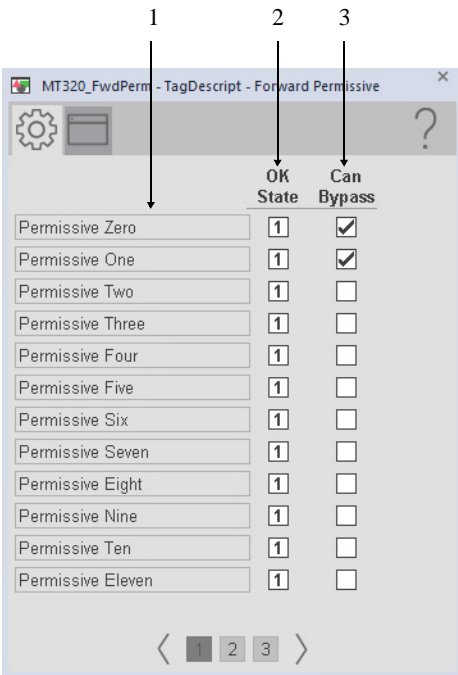 1 2 3
MT320_FwdPerm - TagDescript - Forward Permissive ×
?
OK State Can Bypass
Permissive Zero 1
Permissive One 1
Permissive Two 1
Permissive Three 1
Permissive Four 1
Permissive Five 1
Permissive Six 1
Permissive Seven 1
Permissive Eight 1
Permissive Nine 1
Permissive Ten 1
Permissive Eleven 1
1 2 3